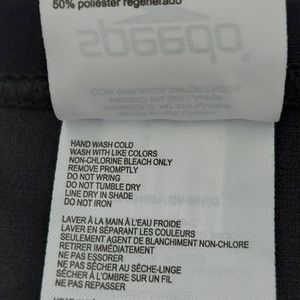 50% poliéster regenerado
speedo
HAND WASH COLD
WASH WITH LIKE COLORS
NON-CHLORINE BLEACH ONLY
REMOVE PROMPTLY
DO NOT WRING
DO NOT TUMBLE DRY
LINE DRY IN SHADE
DO NOT IRON
LAVER À LA MAIN À L'EAU FROIDE
LAVER EN SÉPARANT LES COULEURS
SEULEMENT AGENT DE BLANCHIMENT NON-CHLORE
RETIRER IMMÉDIATEMENT
NE PAS ESSORER
NE PAS SÉCHER AU SÈCHE-LINGE
SÉCHER À L'OMBRE SUR UN FIL
NE PAS REPASSER